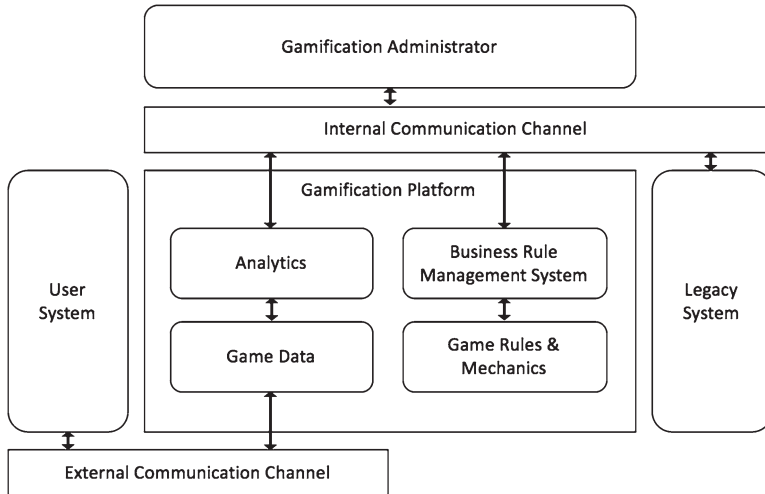 Gamification Administrator
Internal Communication Channel
Gamification Platform
User
System
Analytics
Business Rule
Management System
Legacy
System
Game Data
Game Rules &
Mechanics
External Communication Channel